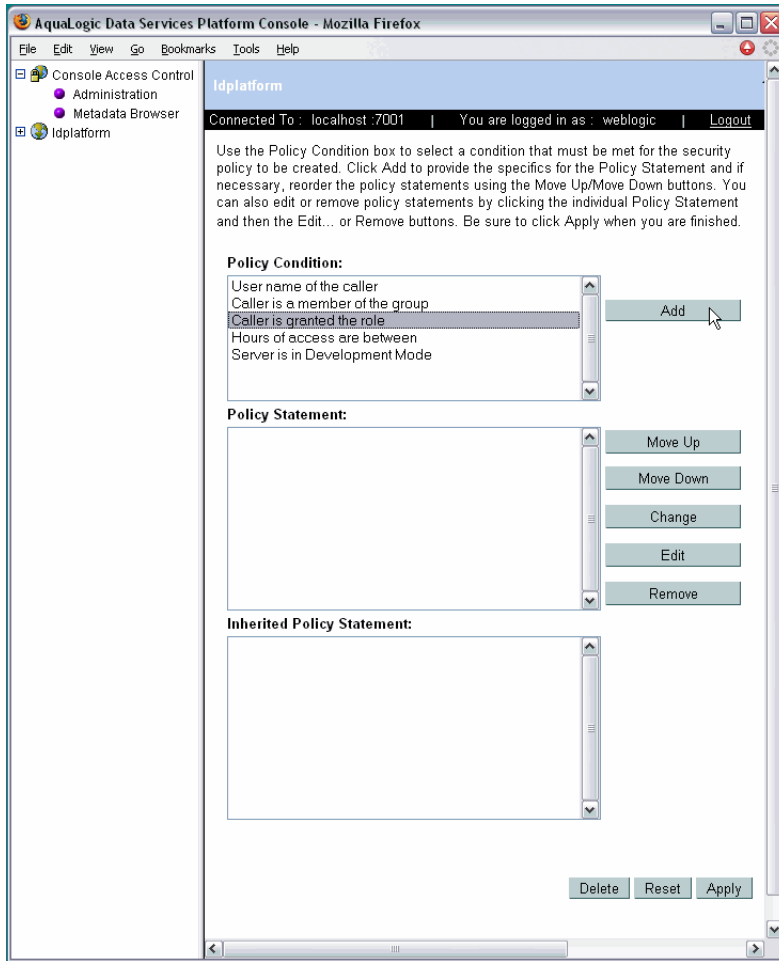 AquaLogic Data Services Platform Console - Mozilla Firefox
File Edit View Go Bookmarks Tools Help
Console Access Control
Administration
Metadata Browser
ldplatform
ldplatform
Connected To : localhost :7001 | You are logged in as : weblogic | Logout
Use the Policy Condition box to select a condition that must be met for the security
policy to be created. Click Add to provide the specifics for the Policy Statement and if
necessary, reorder the policy statements using the Move Up/Move Down buttons. You
can also edit or remove policy statements by clicking the individual Policy Statement
and then the Edit... or Remove buttons. Be sure to click Apply when you are finished.
Policy Condition:
User name of the caller
Caller is a member of the group
Caller is granted the role
Hours of access are between
Server is in Development Mode
Add
Policy Statement:
Move Up
Move Down
Change
Edit
Remove
Inherited Policy Statement:
Delete Reset Apply